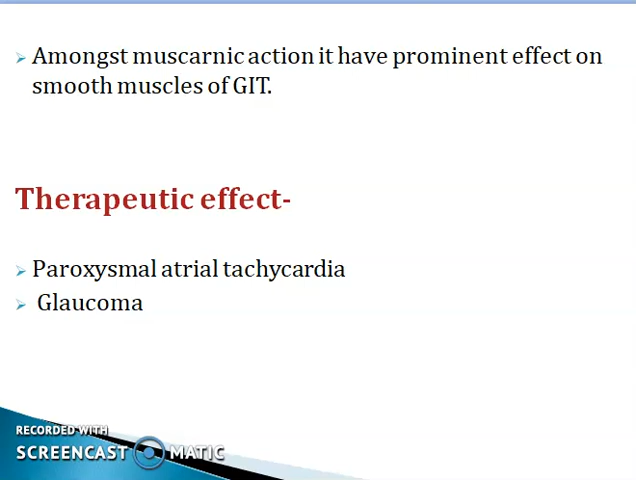 Amongst muscarnic action it have prominent effect on
smooth muscles of GIT.
Therapeutic effect-
Paroxysmal atrial tachycardia
Glaucoma
RECORDED WITH
SCREENCAST MATIC